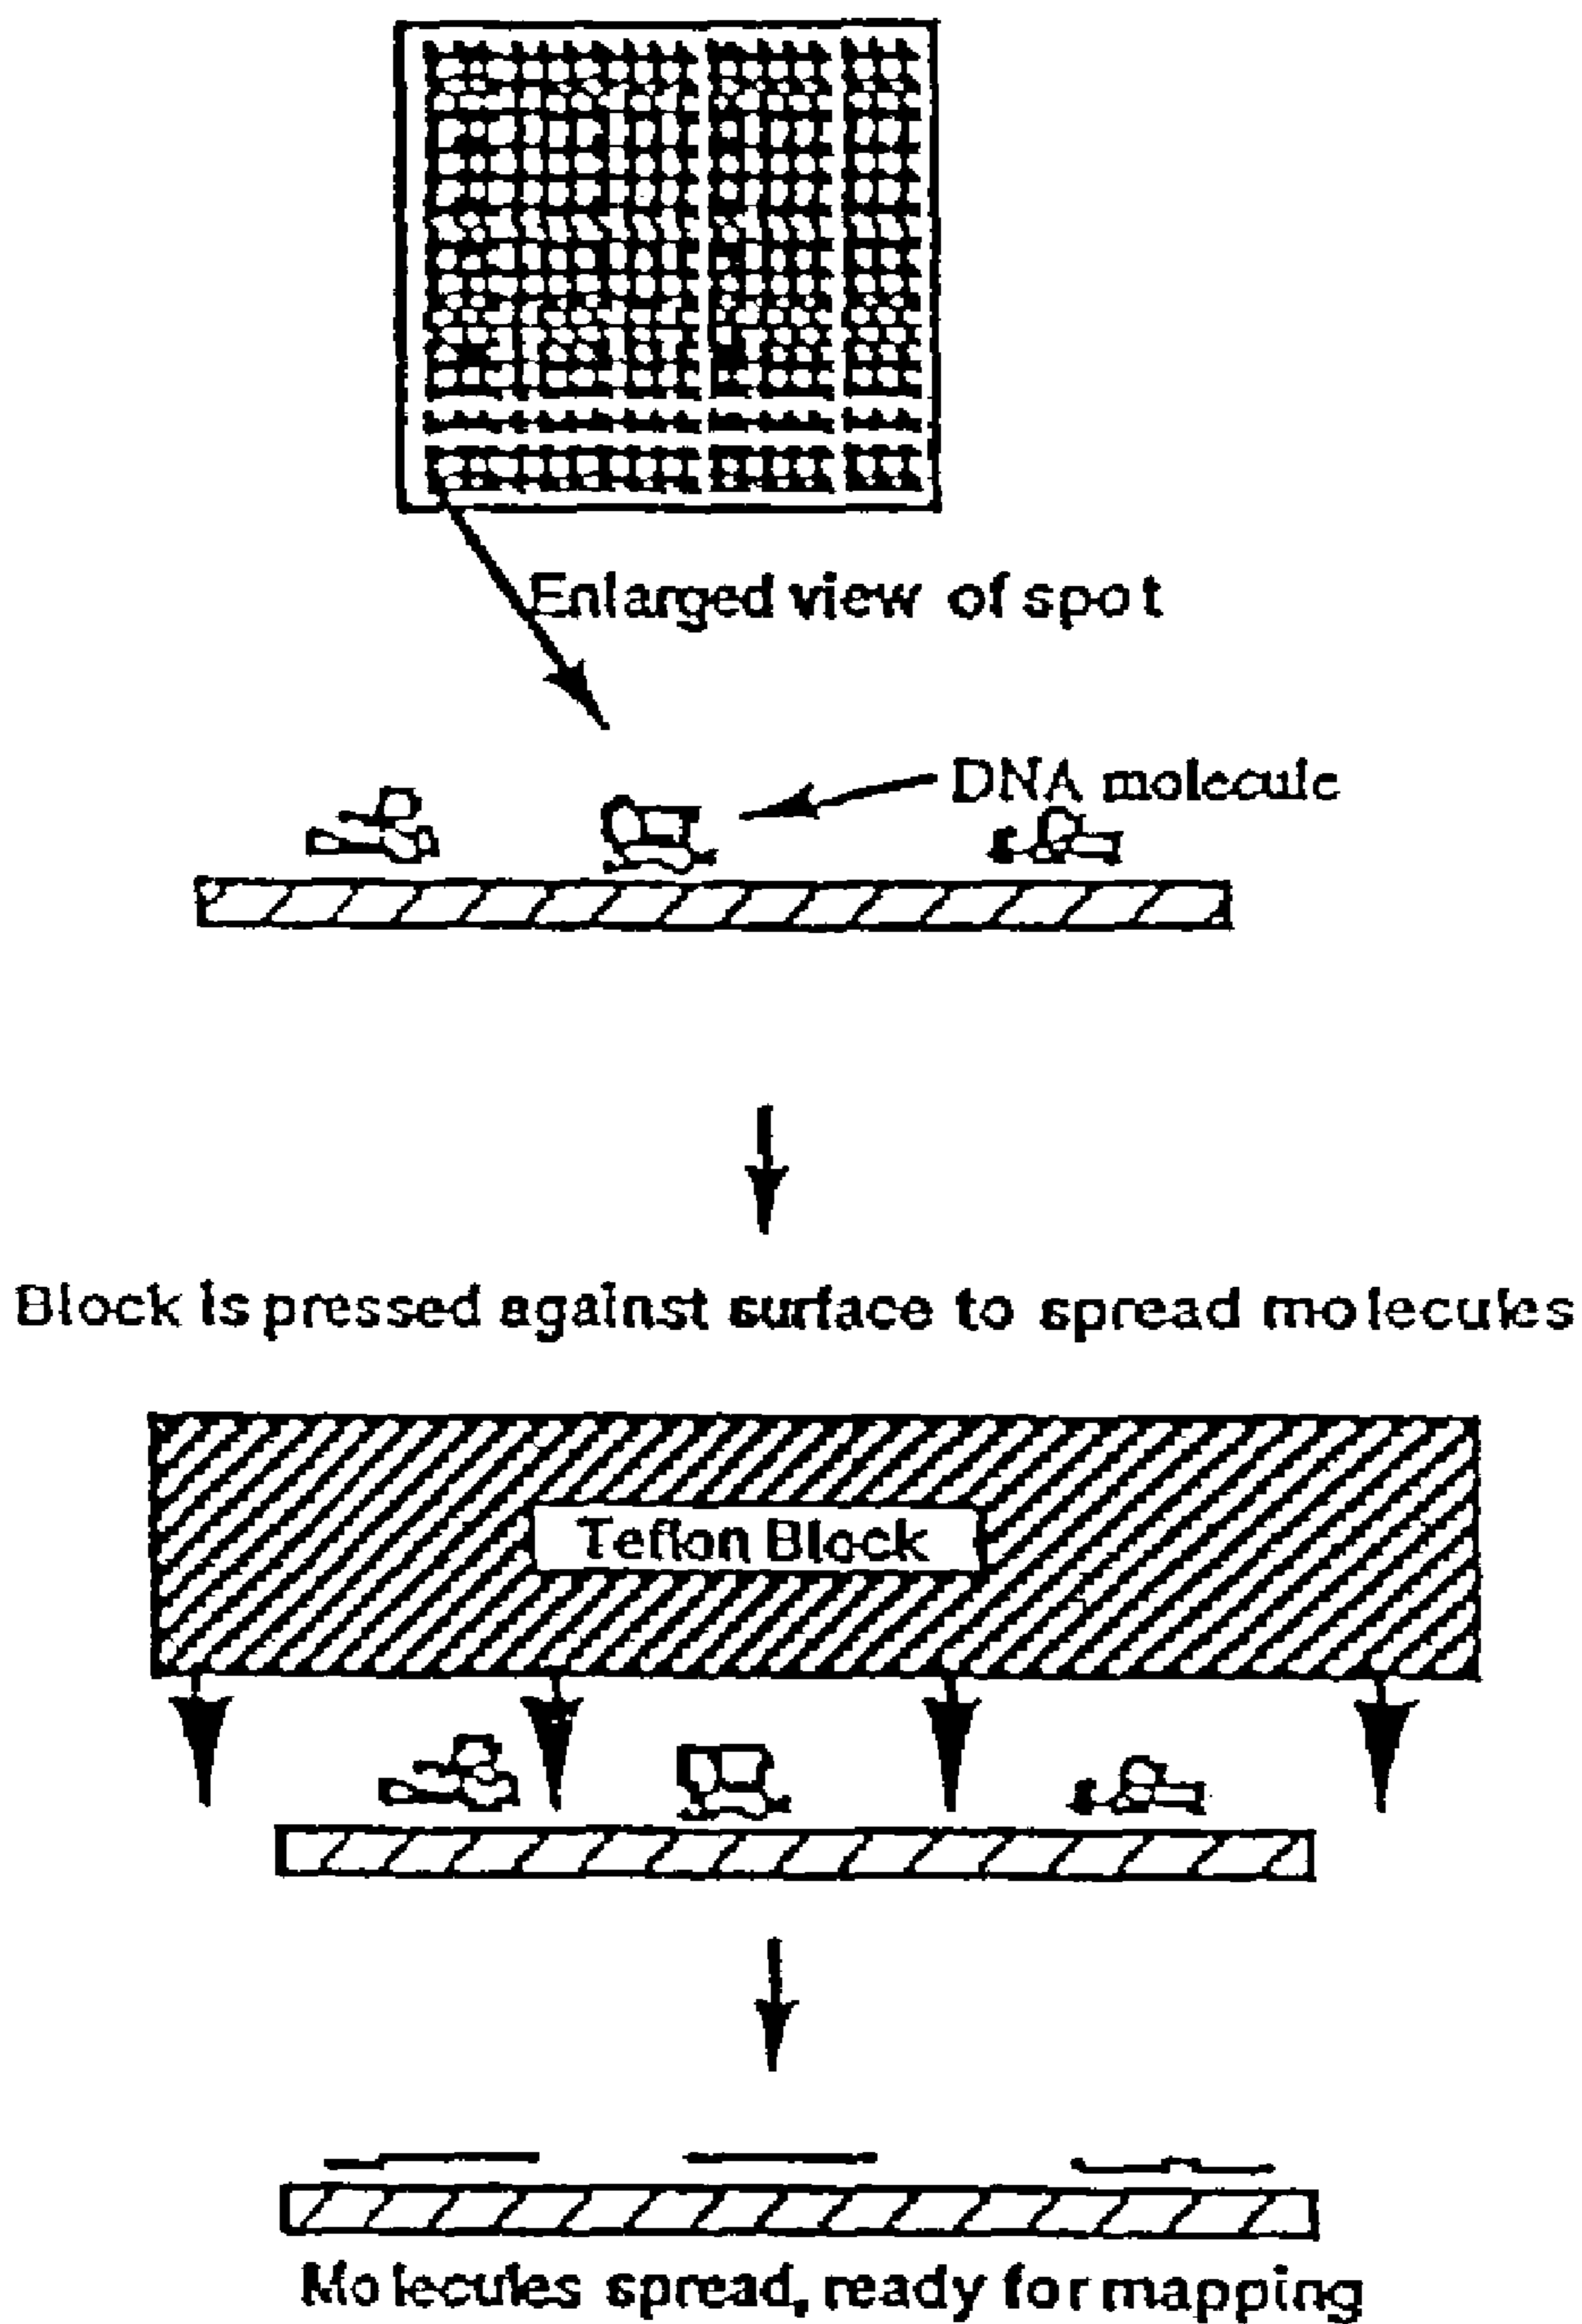 Enlarged view of spot
DNA molecule
Block is pressed against surface to spread molecules
Teflon Block
Molecules spread, ready for mapping